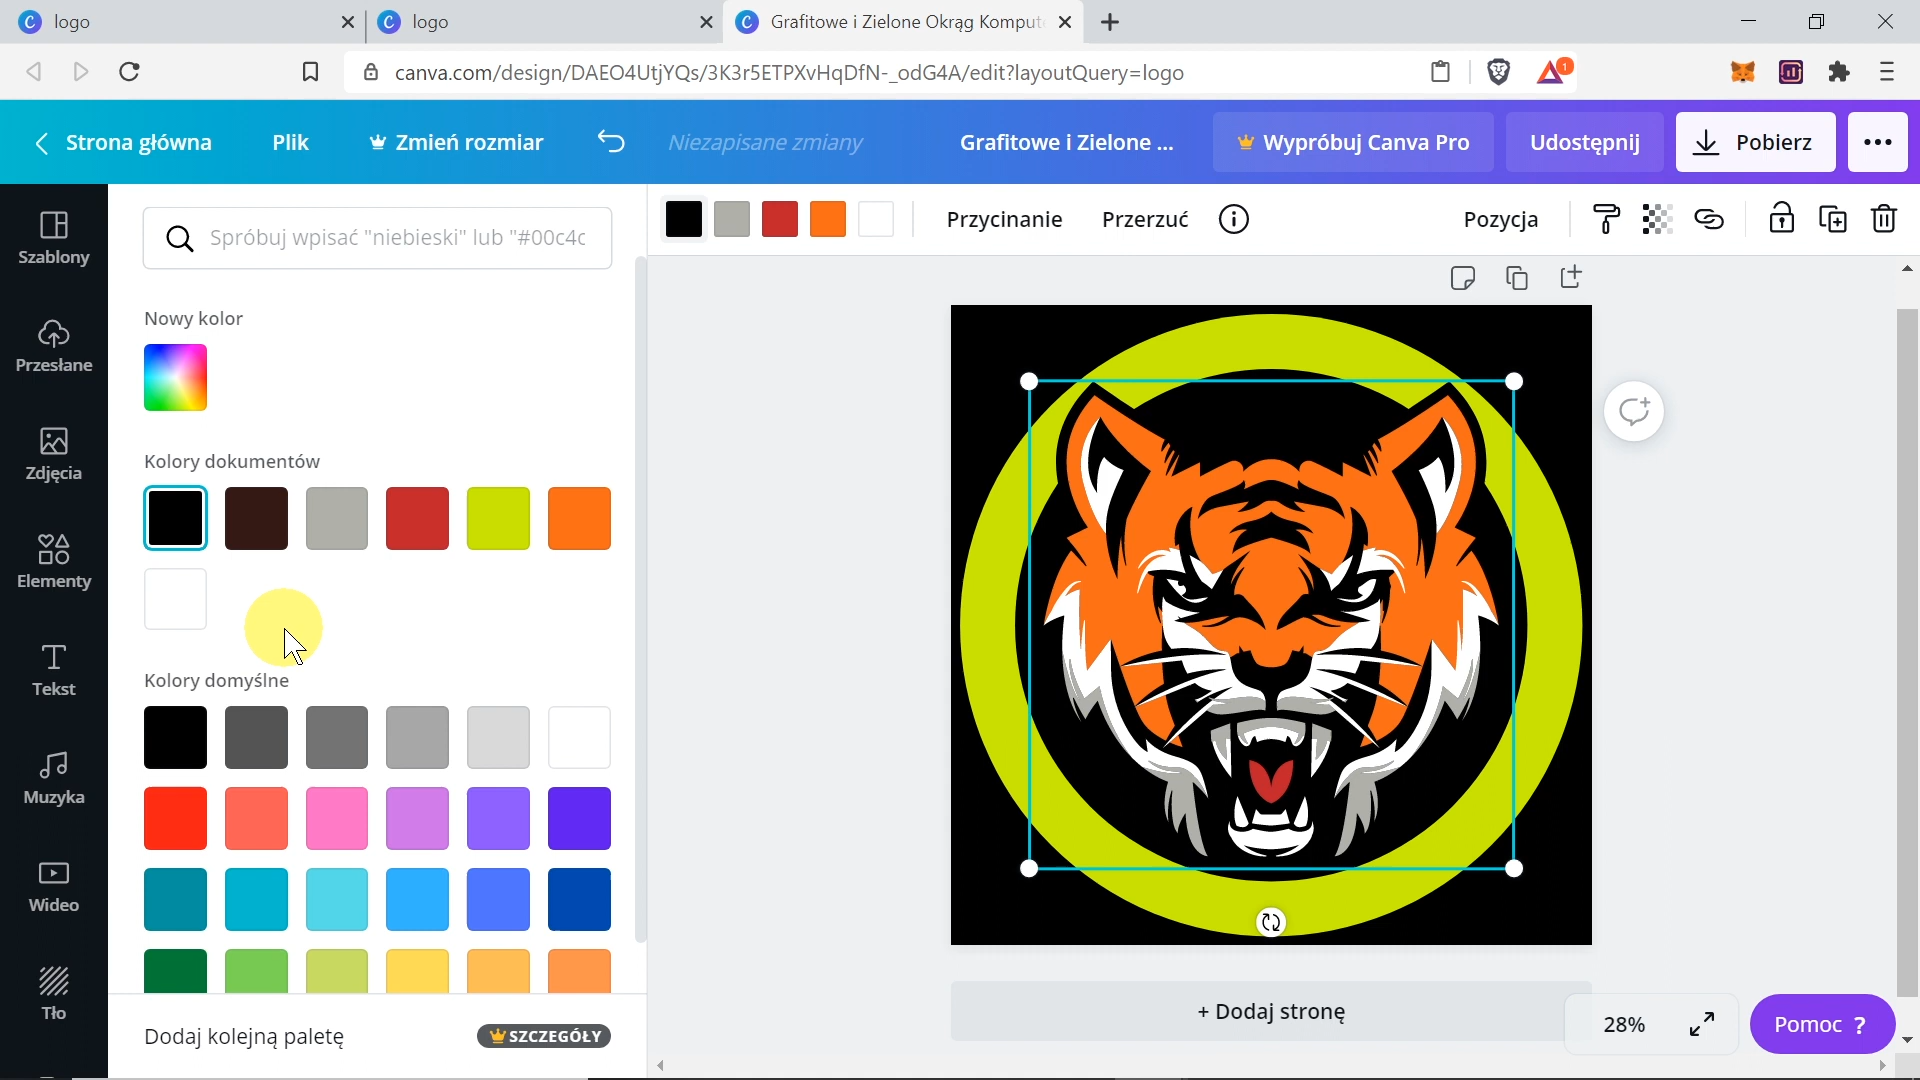 logo
logo
Grafitowe i Zielone Okrąg Kompute
canva.com/design/DAEO4UtjYQs/3K3r5ETPXvHqDfN-_odG4A/edit?layoutQuery=logo
1
Strona główna
Plik
Zmień rozmiar
Niezapisane zmiany
Grafitowe i Zielone ...
Wypróbuj Canva Pro
Udostępnij
Pobierz
Szablony
Przesłane
Zdjęcia
Elementy
Tekst
Muzyka
Wideo
Tło
Spróbuj wpisać "niebieski" lub "#00c4c
Nowy kolor
Kolory dokumentów
Kolory domyślne
Dodaj kolejną paletę
SZCZEGÓŁY
Przycinanie
Przerzuć
Pozycja
+ Dodaj stronę
28%
Pomoc ?